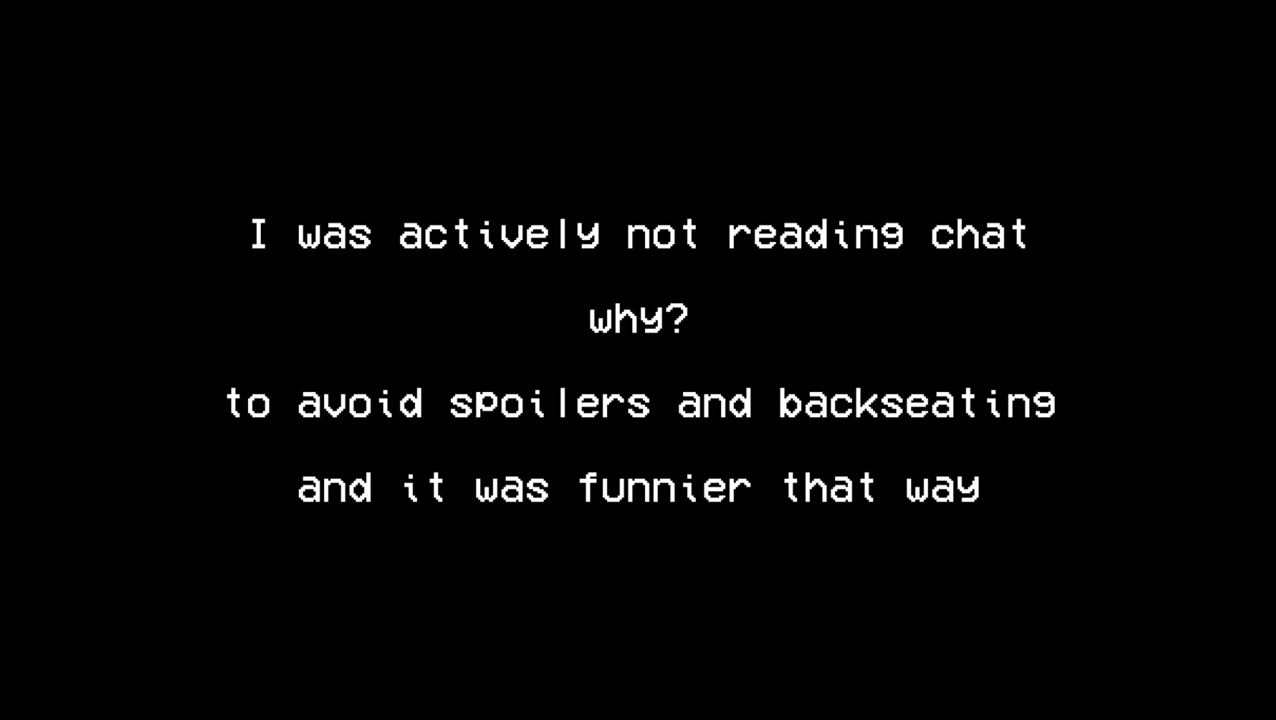 I was actively not reading chat
why?
to avoid spoilers and backseating
and it was funnier that way